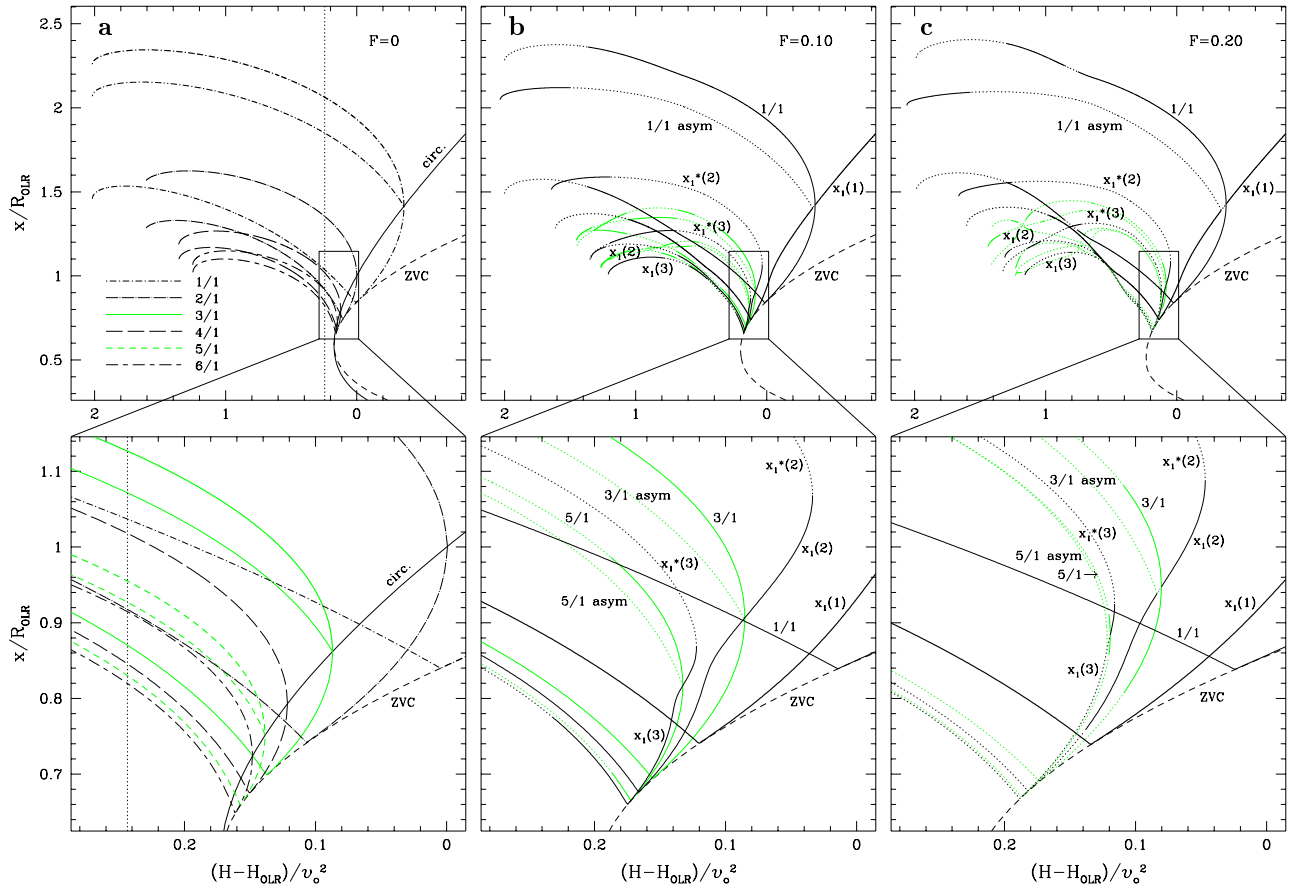 a
F=0
2.5
2
1.5
1
0.5
x/R_OLR
circ.
ZVC
1/1
2/1
3/1
4/1
5/1
6/1
2 1 0
b
F=0.10
1/1
1/1 asym
x₁(1)
x₁*(2)
x₁*(3)
x₁(2)
x₁(3)
ZVC
2 1 0
c
F=0.20
1/1
1/1 asym
x₁(1)
x₁*(2)
x₁*(3)
x₁(2)
x₁(3)
ZVC
2 1 0
1.1
1
0.9
0.8
0.7
x/R_OLR
circ.
ZVC
0.2 0.1 0
(H−H_OLR)/υ_o²
x₁*(2)
3/1 asym
3/1
5/1
x₁(2)
x₁*(3)
x₁(1)
5/1 asym
1/1
ZVC
x₁(3)
0.2 0.1 0
(H−H_OLR)/υ_o²
x₁*(2)
3/1 asym
3/1
x₁*(3)
x₁(2)
5/1 asym
5/1→
x₁(1)
1/1
x₁(3)
ZVC
0.2 0.1 0
(H−H_OLR)/υ_o²